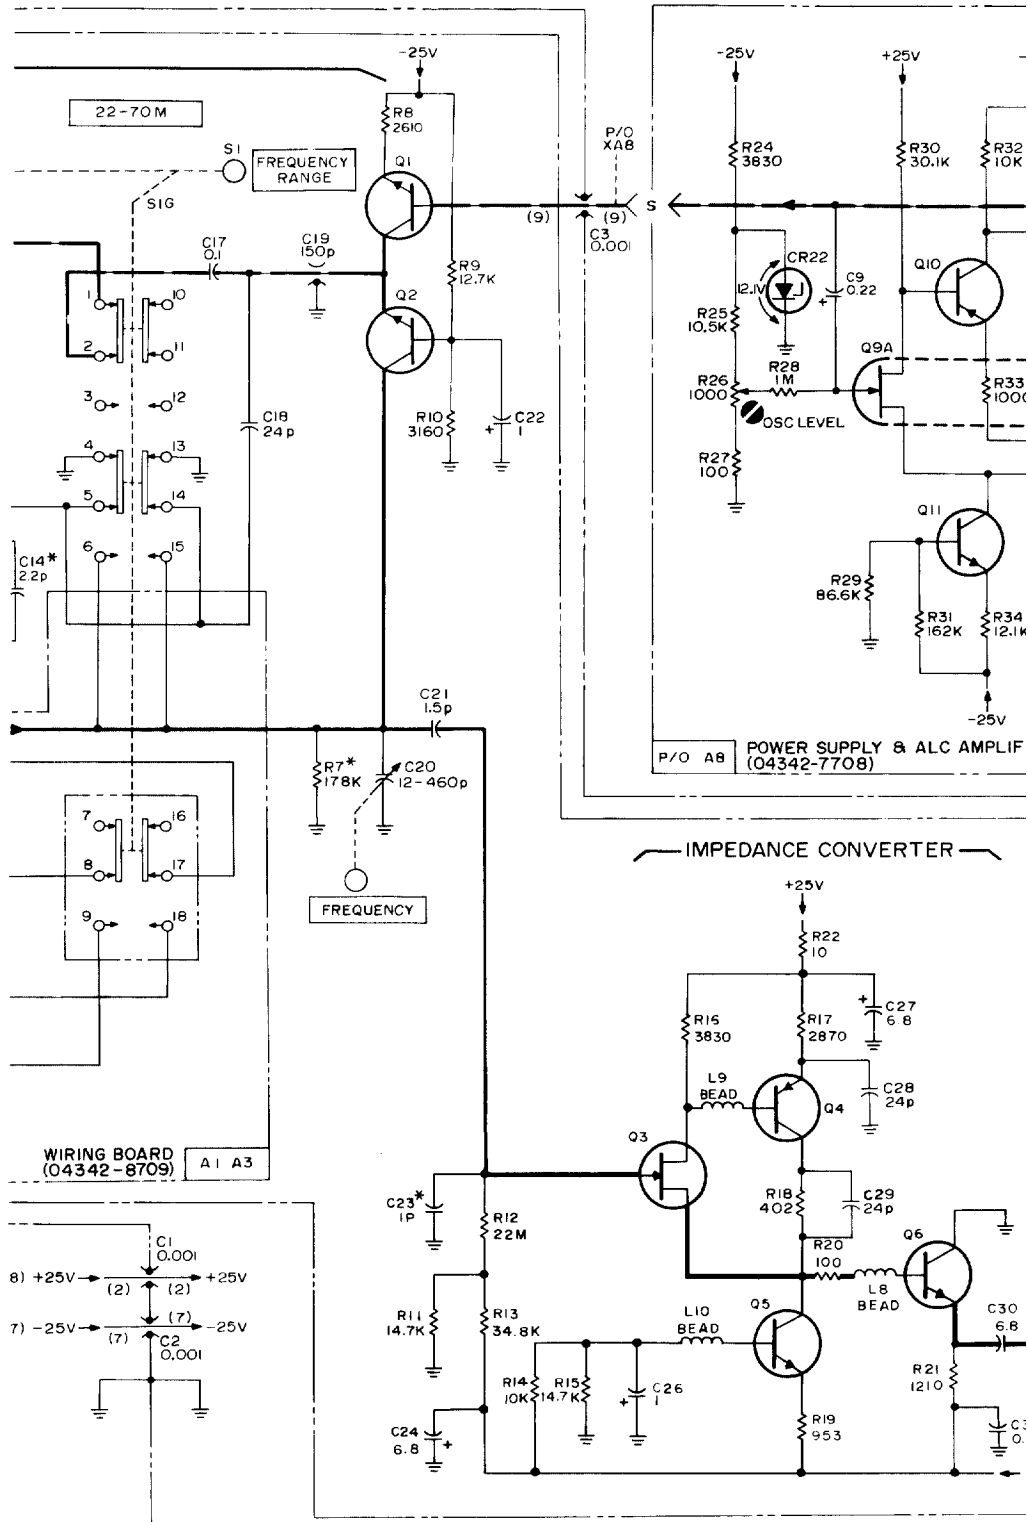 -25V
22-70M
R8
2610
S1
FREQUENCY
RANGE
S1G
Q1
P/O
XA8
(9)
(9)
S
C3
0.001
C17
0.1
C19
150p
R9
12.7K
Q2
1
10
2
11
3
12
C18
24p
R10
3160
C22
+
1
4
13
5
14
6
15
C14*
2.2p
-25V
+25V
R24
3830
R30
30.1K
R32
10K
CR22
12.1V
C9
0.22
+
Q10
R25
10.5K
Q9A
R28
1M
R26
1000
OSC LEVEL
R33
1000
R27
100
Q11
R29
86.6K
R31
162K
R34
12.1K
-25V
P/O A8
POWER SUPPLY & ALC AMPLIF
(04342-7708)
C21
1.5p
R7*
178K
C20
12-460p
7
16
8
17
9
18
FREQUENCY
IMPEDANCE CONVERTER
+25V
R22
10
R16
3830
R17
2870
+
C27
6.8
L9
BEAD
Q4
C28
24p
Q3
WIRING BOARD
(04342-8709)
A1 A3
C23*
1P
R12
22M
R18
402
C29
24p
R20
100
Q6
L8
BEAD
C30
6.8
C1
0.001
8) +25V
(2)
(2)
+25V
(7)
7) -25V
(7)
-25V
C2
0.001
R11
14.7K
R13
34.8K
L10
BEAD
Q5
R14
10K
R15
14.7K
C26
+
1
R21
1210
C24
6.8
+
R19
953
C3
0.